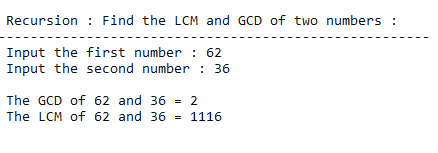 Recursion : Find the LCM and GCD of two numbers :
--------------------------------------------------------
Input the first number : 62
Input the second number : 36
The GCD of 62 and 36 = 2
The LCM of 62 and 36 = 1116